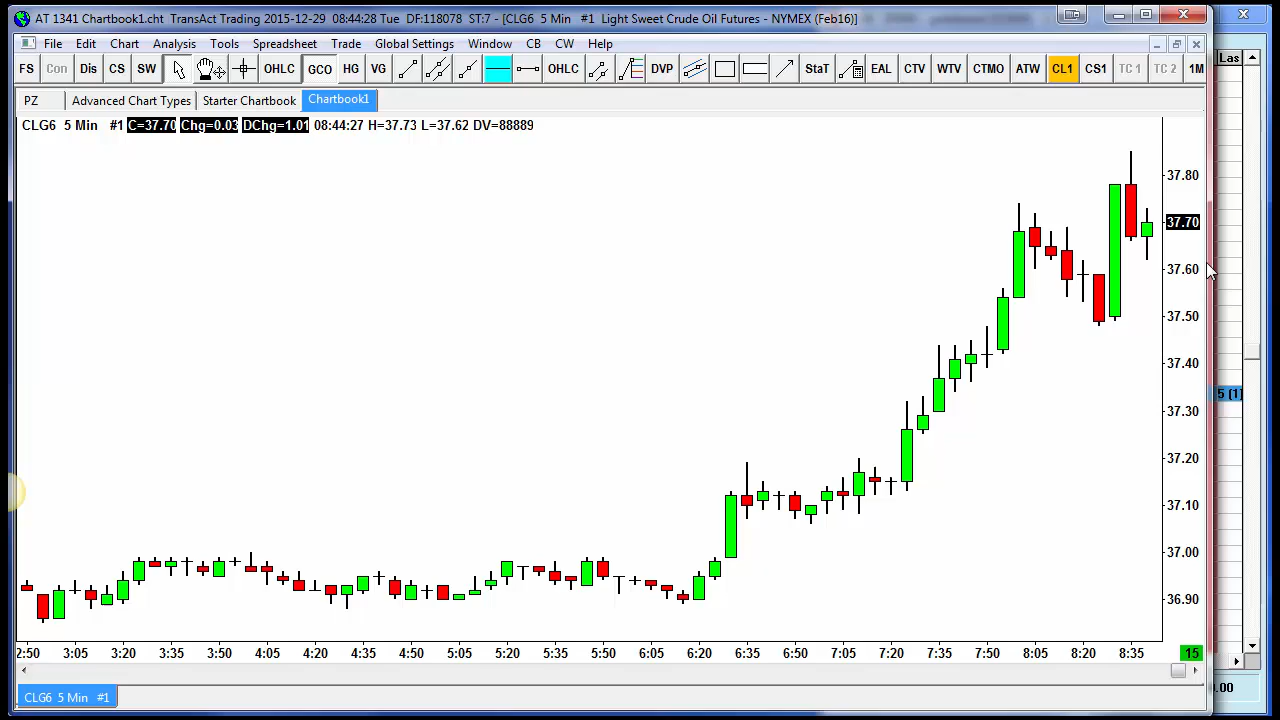 AT 1341 Chartbook1.cht TransAct Trading 2015-12-29 08:44:28 Tue DF:118078 ST:7 - [CLG6 5 Min #1 Light Sweet Crude Oil Futures - NYMEX (Feb16)]
File Edit Chart Analysis Tools Spreadsheet Trade Global Settings Window CB CW Help
FS Con Dis CS SW OHLC GCO HG VG OHLC DVP StaT EAL CTV WTV CTMO ATW CL1 CS1 TC 1 TC 2 1M
Las
PZ Advanced Chart Types Starter Chartbook Chartbook1
CLG6 5 Min #1 C=37.70 Chg=0.03 DChg=1.01 08:44:27 H=37.73 L=37.62 DV=88889
37.80
37.70
37.60
37.50
37.40
5 (1)
37.30
37.20
37.10
37.00
36.90
2:50 3:05 3:20 3:35 3:50 4:05 4:20 4:35 4:50 5:05 5:20 5:35 5:50 6:05 6:20 6:35 6:50 7:05 7:20 7:35 7:50 8:05 8:20 8:35 15
.00
CLG6 5 Min #1